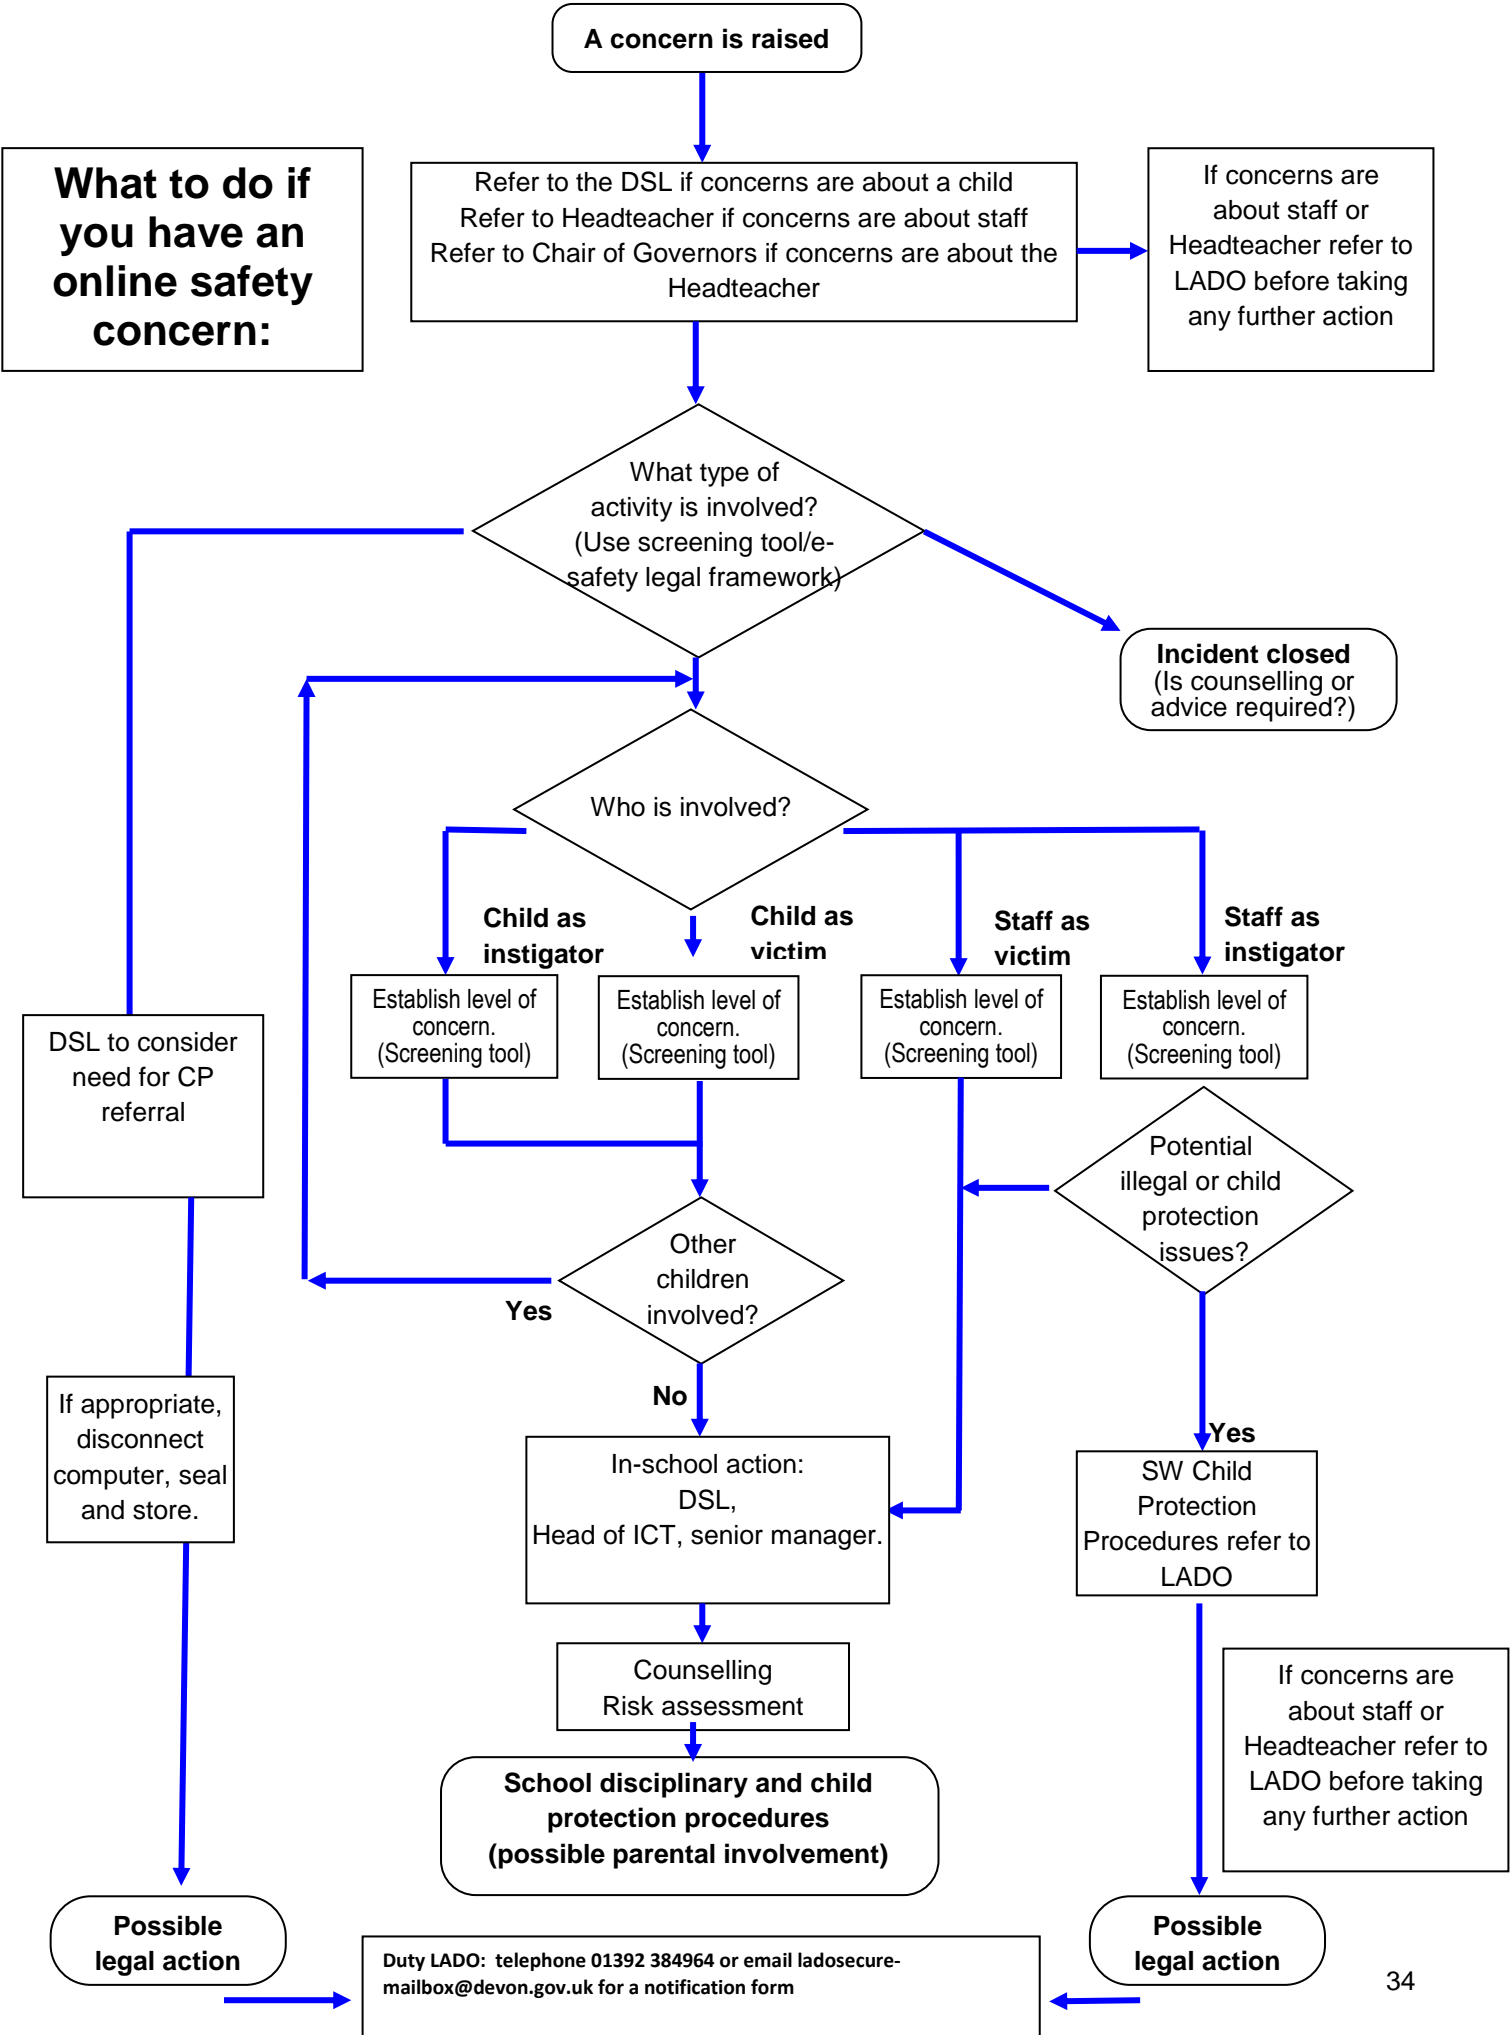 A concern is raised
What to do if
you have an
online safety
concern:
Refer to the DSL if concerns are about a child
Refer to Headteacher if concerns are about staff
Refer to Chair of Governors if concerns are about the
Headteacher
If concerns are
about staff or
Headteacher refer to
LADO before taking
any further action
What type of
activity is involved?
(Use screening tool/e-
safety legal framework)
Incident closed
(Is counselling or
advice required?)
Who is involved?
Child as
instigator
Child as
victim
Staff as
victim
Staff as
instigator
Establish level of
concern.
(Screening tool)
Establish level of
concern.
(Screening tool)
Establish level of
concern.
(Screening tool)
Establish level of
concern.
(Screening tool)
DSL to consider
need for CP
referral
Potential
illegal or child
protection
issues?
Other
children
involved?
Yes
No
If appropriate,
disconnect
computer, seal
and store.
In-school action:
DSL,
Head of ICT, senior manager.
Yes
SW Child
Protection
Procedures refer to
LADO
Counselling
Risk assessment
If concerns are
about staff or
Headteacher refer to
LADO before taking
any further action
School disciplinary and child
protection procedures
(possible parental involvement)
Possible
legal action
Possible
legal action
Duty LADO: telephone 01392 384964 or email ladosecure-
mailbox@devon.gov.uk for a notification form
34